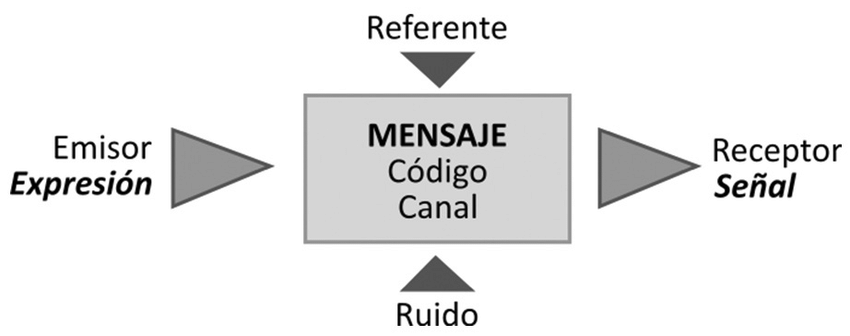 Referente
Emisor
Expresión
MENSAJE
Código
Canal
Receptor
Señal
Ruido